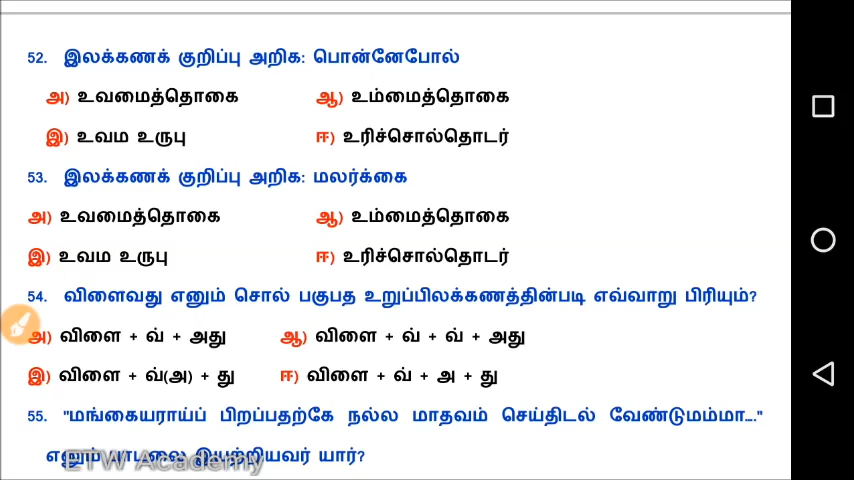 52. இலக்கணக் குறிப்பு அறிக: பொன்னேபோல்
அ) உவமைத்தொகை ஆ) உம்மைத்தொகை
இ) உவம உருபு ஈ) உரிச்சொல்தொடர்
53. இலக்கணக் குறிப்பு அறிக: மலர்க்கை
அ) உவமைத்தொகை ஆ) உம்மைத்தொகை
இ) உவம உருபு ஈ) உரிச்சொல்தொடர்
54. விளைவது எனும் சொல் பகுபத உறுப்பிலக்கணத்தின்படி எவ்வாறு பிரியும்?
அ) விளை + வ் + அது ஆ) விளை + வ் + வ் + அது
இ) விளை + வ்(அ) + து ஈ) விளை + வ் + அ + து
55. "மங்கையராய்ப் பிறப்பதற்கே நல்ல மாதவம் செய்திடல் வேண்டுமம்மா...."
எனும் பாடலை இயற்றியவர் யார்?
ETW Academy